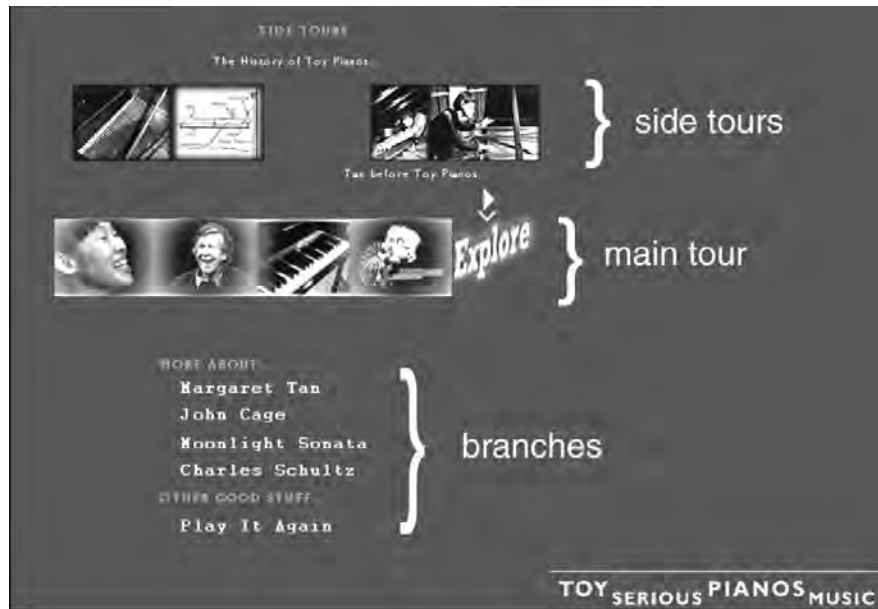 SIDE TOURS
The History of Toy Pianos
side tours
Tan before Toy Pianos
Explore
main tour
MORE ABOUT
Margaret Tan
John Cage
Moonlight Sonata
Charles Schultz
branches
OTHER GOOD STUFF
Play It Again
TOY SERIOUS PIANOS MUSIC